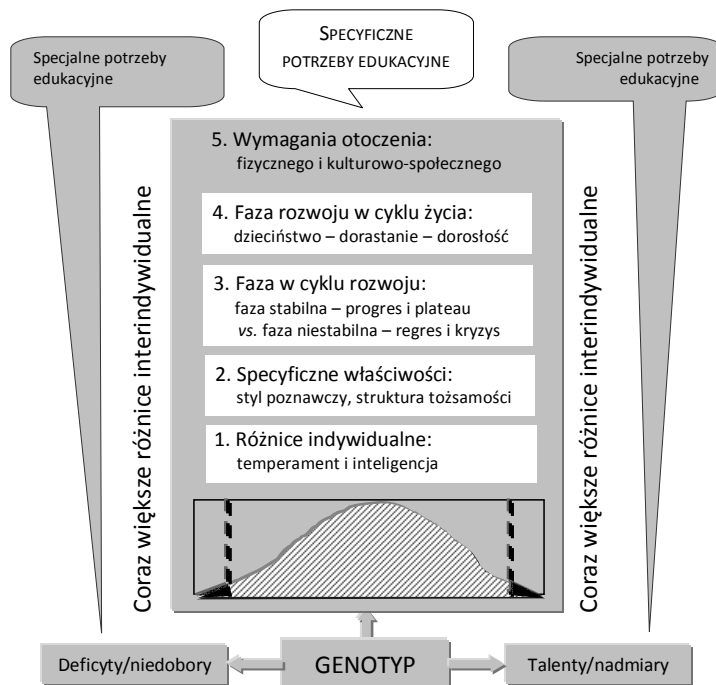 Specjalne potrzeby
edukacyjne
SPECYFICZNE
POTRZEBY EDUKACYJNE
Specjalne potrzeby
edukacyjne
5. Wymagania otoczenia:
fizycznego i kulturowo-społecznego
4. Faza rozwoju w cyklu życia:
dzieciństwo – dorastanie – dorosłość
3. Faza w cyklu rozwoju:
faza stabilna – progres i plateau
vs. faza niestabilna – regres i kryzys
2. Specyficzne właściwości:
styl poznawczy, struktura tożsamości
1. Różnice indywidualne:
temperament i inteligencja
Coraz większe różnice interindywidualne
Coraz większe różnice interindywidualne
Deficyty/niedobory
GENOTYP
Talenty/nadmiary